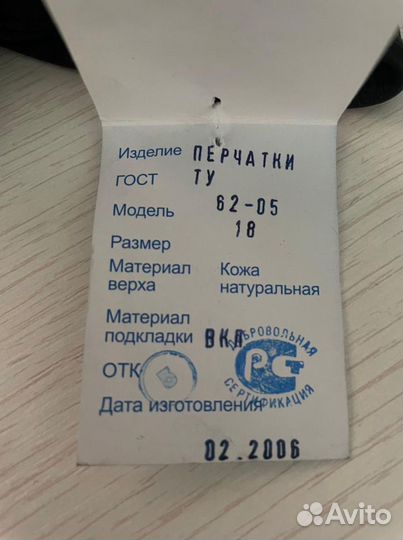 Изделие ПЕРЧАТКИ
ГОСТ ТУ
Модель 62-05
Размер 18
Материал верха Кожа натуральная
Материал подкладки ВКЛ
ДОБРОВОЛЬНАЯ
РСТ
СЕРТИФИКАЦИЯ
ОТК
Дата изготовления
02.2006
Avito